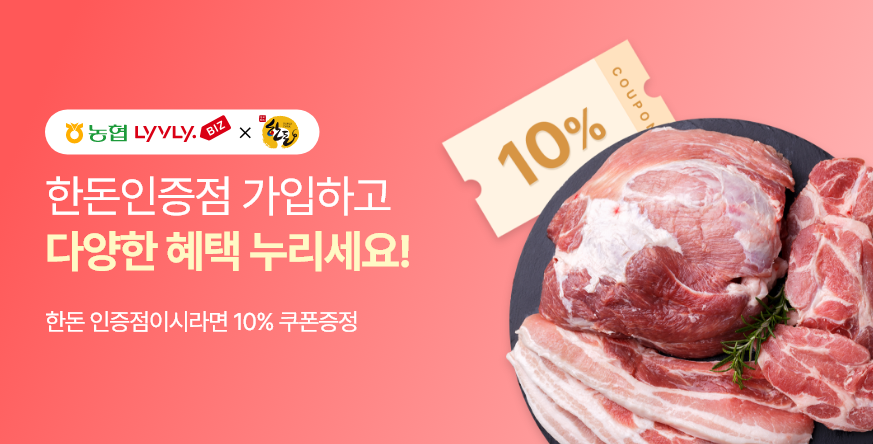 농협 LYVLY. BIZ × 한돈
한돈인증점 가입하고
다양한 혜택 누리세요!
한돈 인증점이시라면 10% 쿠폰증정
10%
COUPON